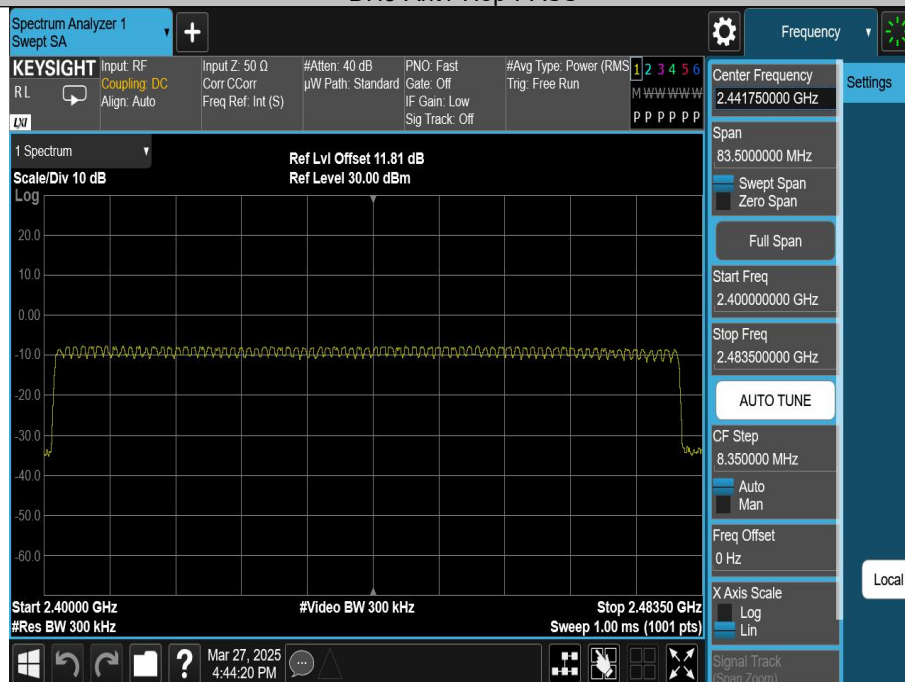 Spectrum Analyzer 1
Swept SA
+
Frequency
KEYSIGHT
RL
LXI
Input: RF
Coupling: DC
Align: Auto
Input Z: 50 Ω
Corr CCorr
Freq Ref: Int (S)
#Atten: 40 dB
µW Path: Standard
PNO: Fast
Gate: Off
IF Gain: Low
Sig Track: Off
#Avg Type: Power (RMS
Trig: Free Run
1 2 3 4 5 6
M W W W W W
P P P P P P
1 Spectrum
Scale/Div 10 dB
Log
Ref Lvl Offset 11.81 dB
Ref Level 30.00 dBm
20.0
10.0
0.00
-10.0
-20.0
-30.0
-40.0
-50.0
-60.0
Start 2.40000 GHz
#Res BW 300 kHz
#Video BW 300 kHz
Stop 2.48350 GHz
Sweep 1.00 ms (1001 pts)
Mar 27, 2025
4:44:20 PM
Center Frequency
2.441750000 GHz
Settings
Span
83.5000000 MHz
Swept Span
Zero Span
Full Span
Start Freq
2.400000000 GHz
Stop Freq
2.483500000 GHz
AUTO TUNE
CF Step
8.350000 MHz
Auto
Man
Freq Offset
0 Hz
Local
X Axis Scale
Log
Lin
Signal Track
(Span Zoom)